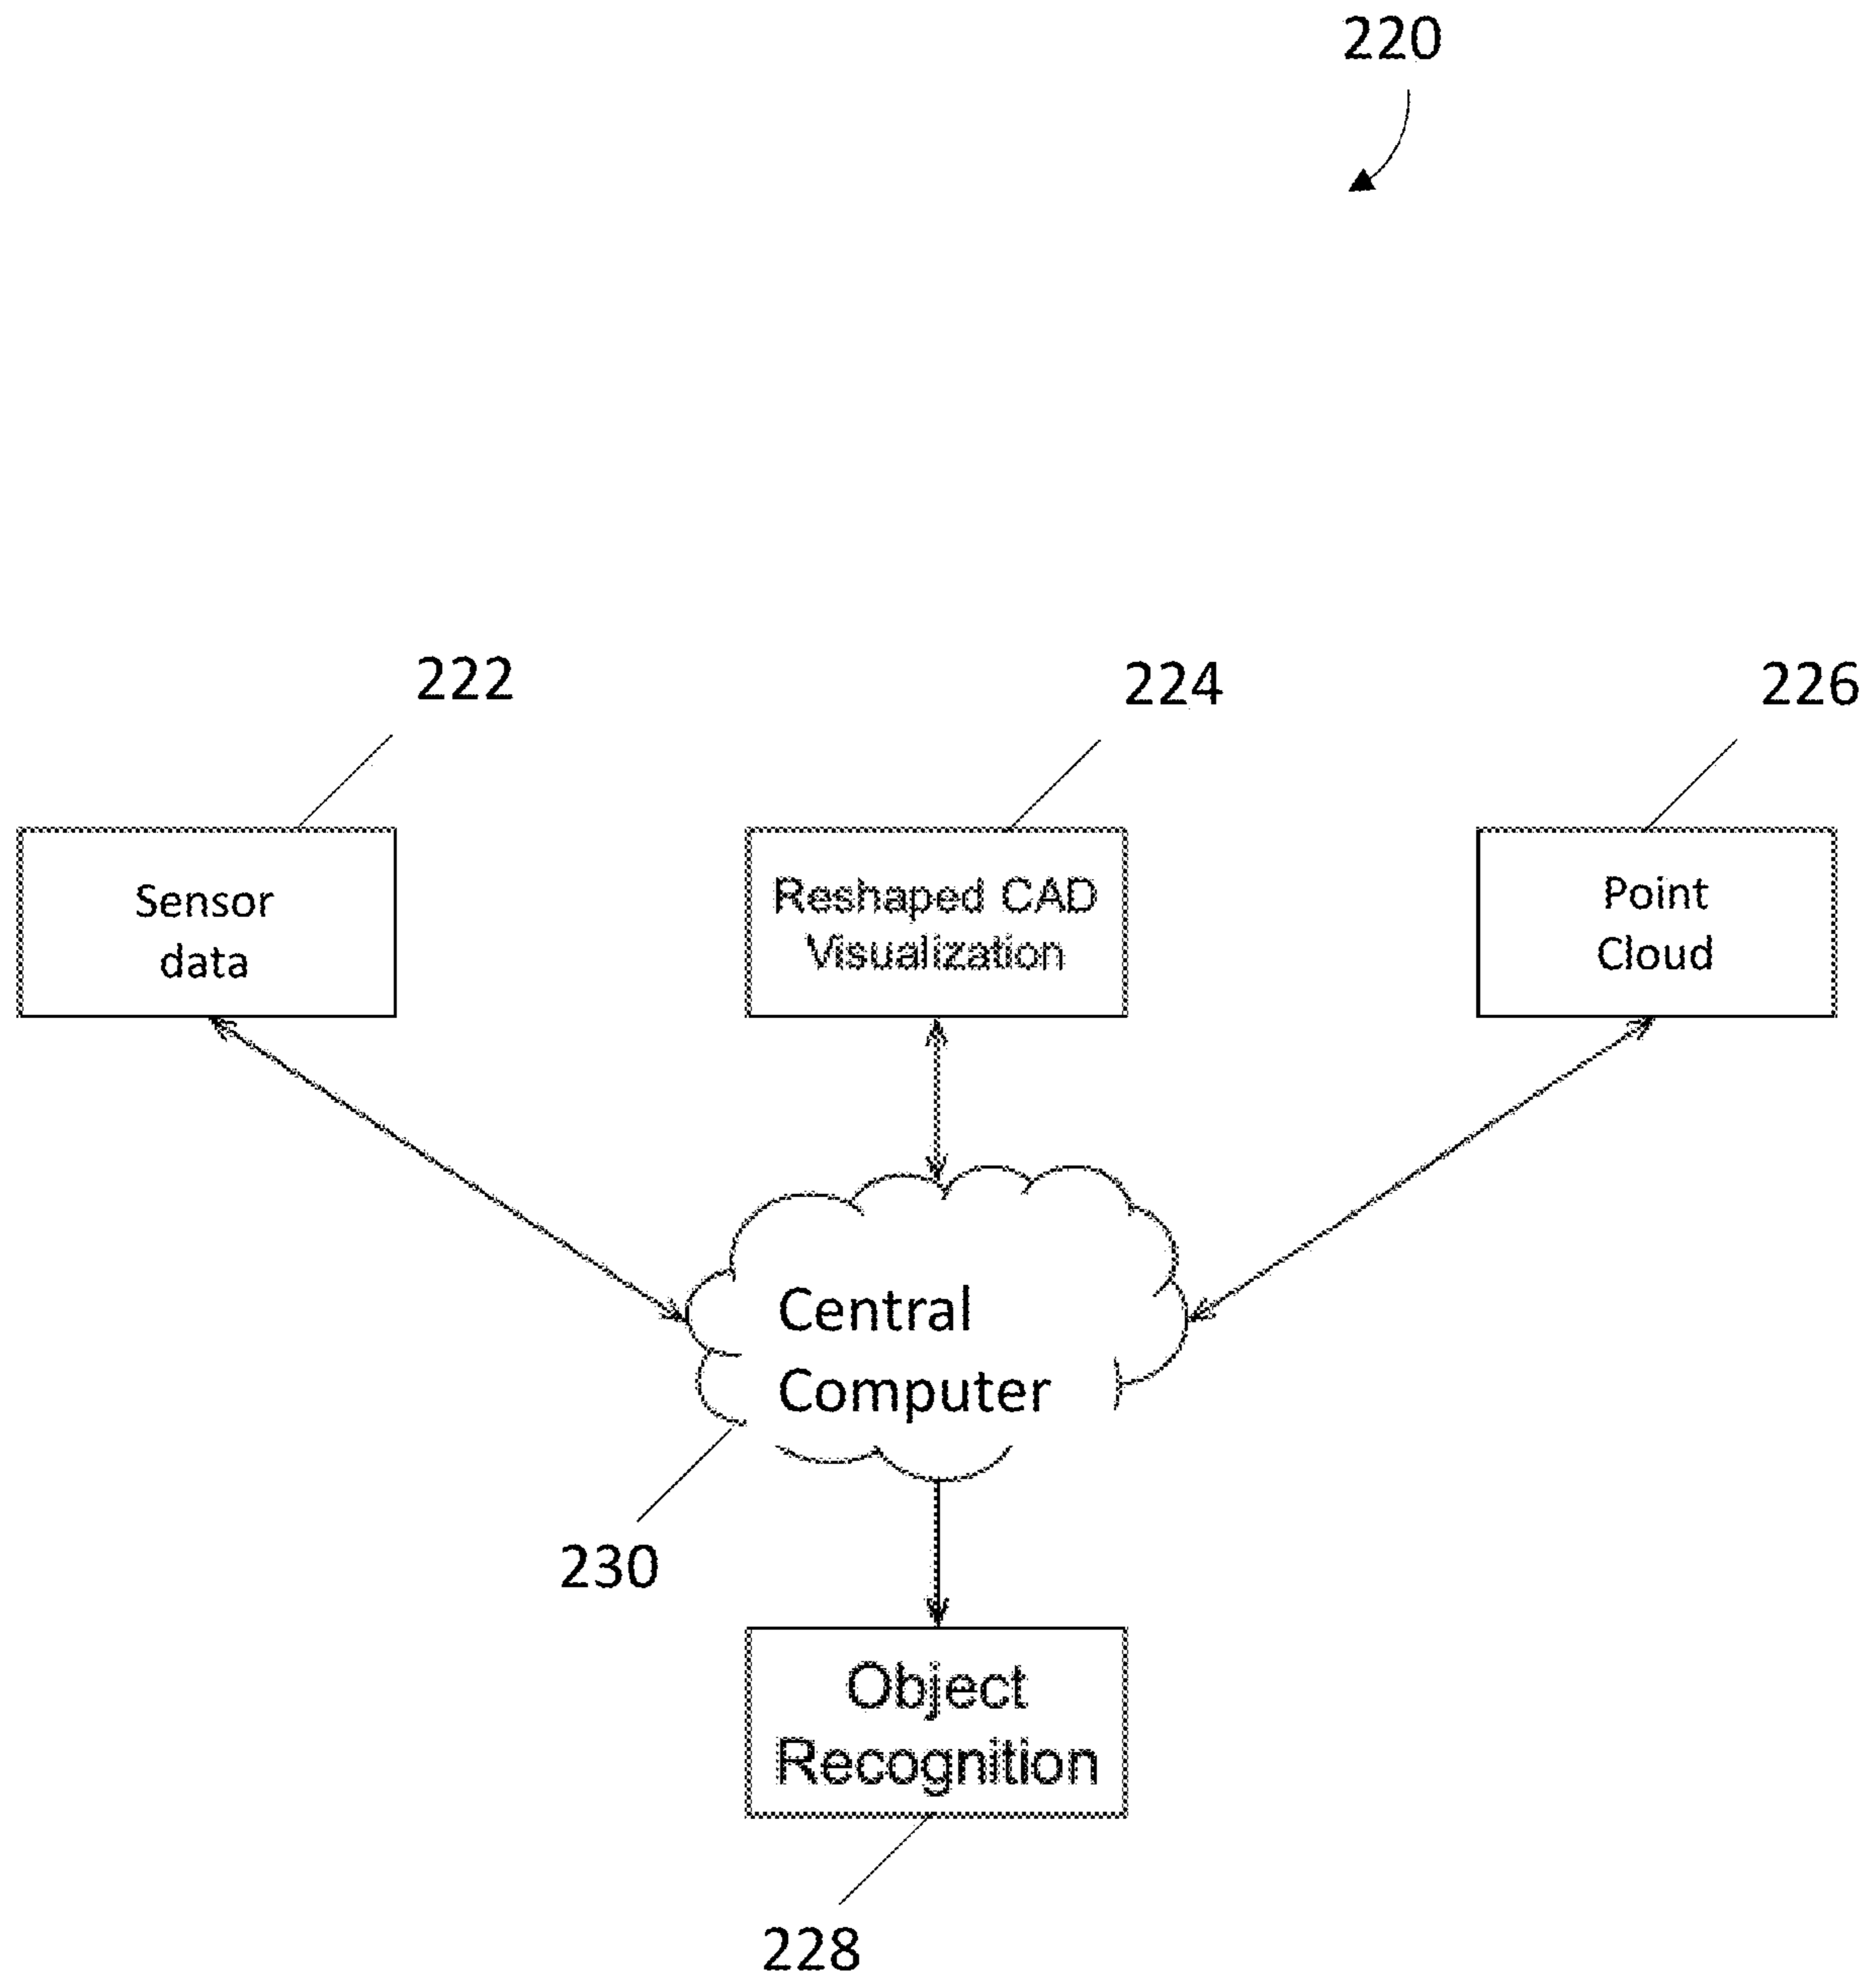 220
222
224
226
Sensor
data
Reshaped CAD
Visualization
Point
Cloud
Central
Computer
230
Object
Recognition
228